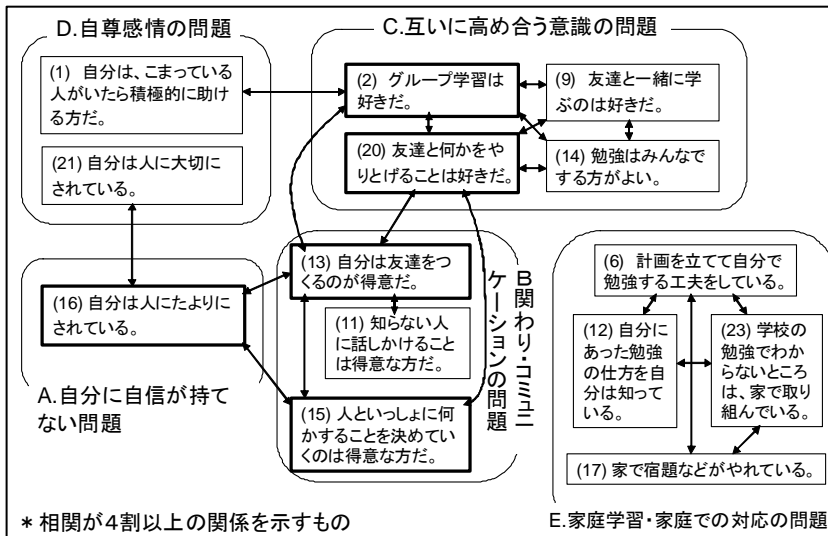 D.自尊感情の問題
(1) 自分は、こまっている
人がいたら積極的に助け
る方だ。
(21) 自分は人に大切に
されている。
C.互いに高め合う意識の問題
(2) グループ学習は
好きだ。
(9) 友達と一緒に学
ぶのは好きだ。
(20) 友達と何かをや
りとげることは好きだ。
(14) 勉強はみんなで
する方がよい。
(16) 自分は人にたよりに
されている。
A.自分に自信が持て
ない問題
(13) 自分は友達をつ
くるのが得意だ。
(11) 知らない人
に話しかけること
は得意な方だ。
(15) 人といっしょに何
かすることを決めてい
くのは得意な方だ。
B関わり・コミュニ
ケーションの問題
(6) 計画を立てて自分で
勉強する工夫をしている。
(12) 自分に
あった勉強
の仕方を自
分は知って
いる。
(23) 学校の
勉強でわか
らないところ
は、家で取り
組んでいる。
(17) 家で宿題などがやれている。
E.家庭学習・家庭での対応の問題
* 相関が4割以上の関係を示すもの